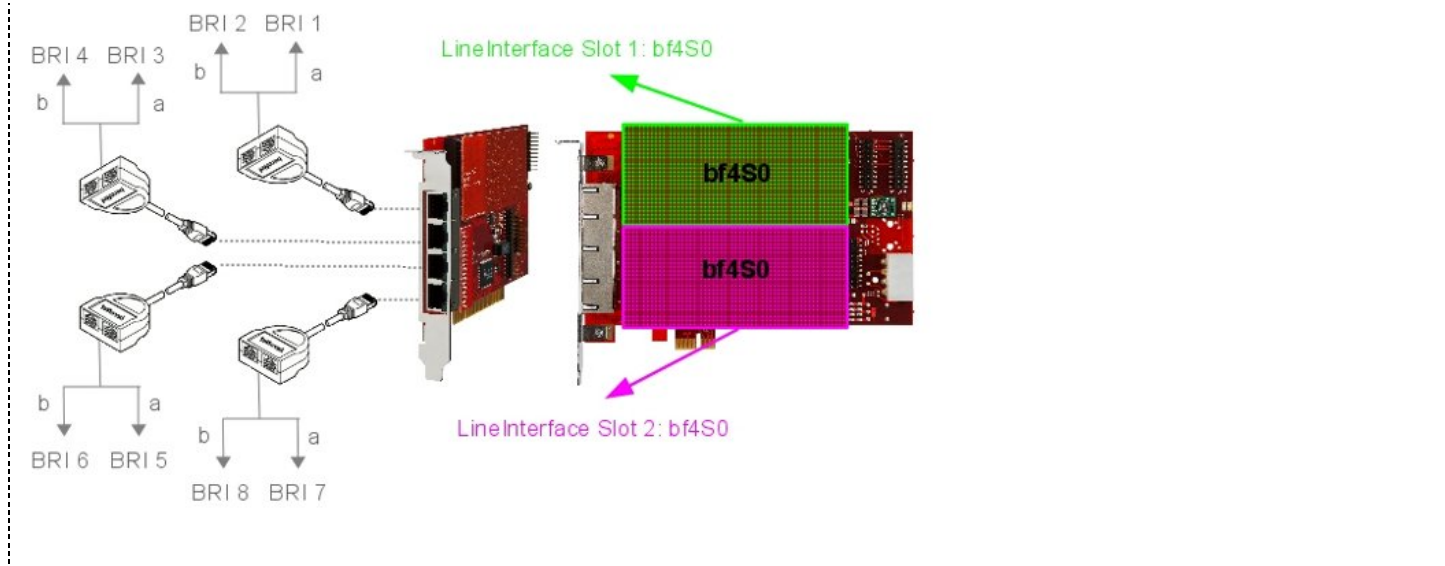 BRI 2 BRI 1
b
a
BRI 4 BRI 3
b
a
LineInterface Slot 1: bf4S0
bf4S0
bf4S0
LineInterface Slot 2: bf4S0
b
a
BRI 6 BRI 5
b
a
BRI 8 BRI 7